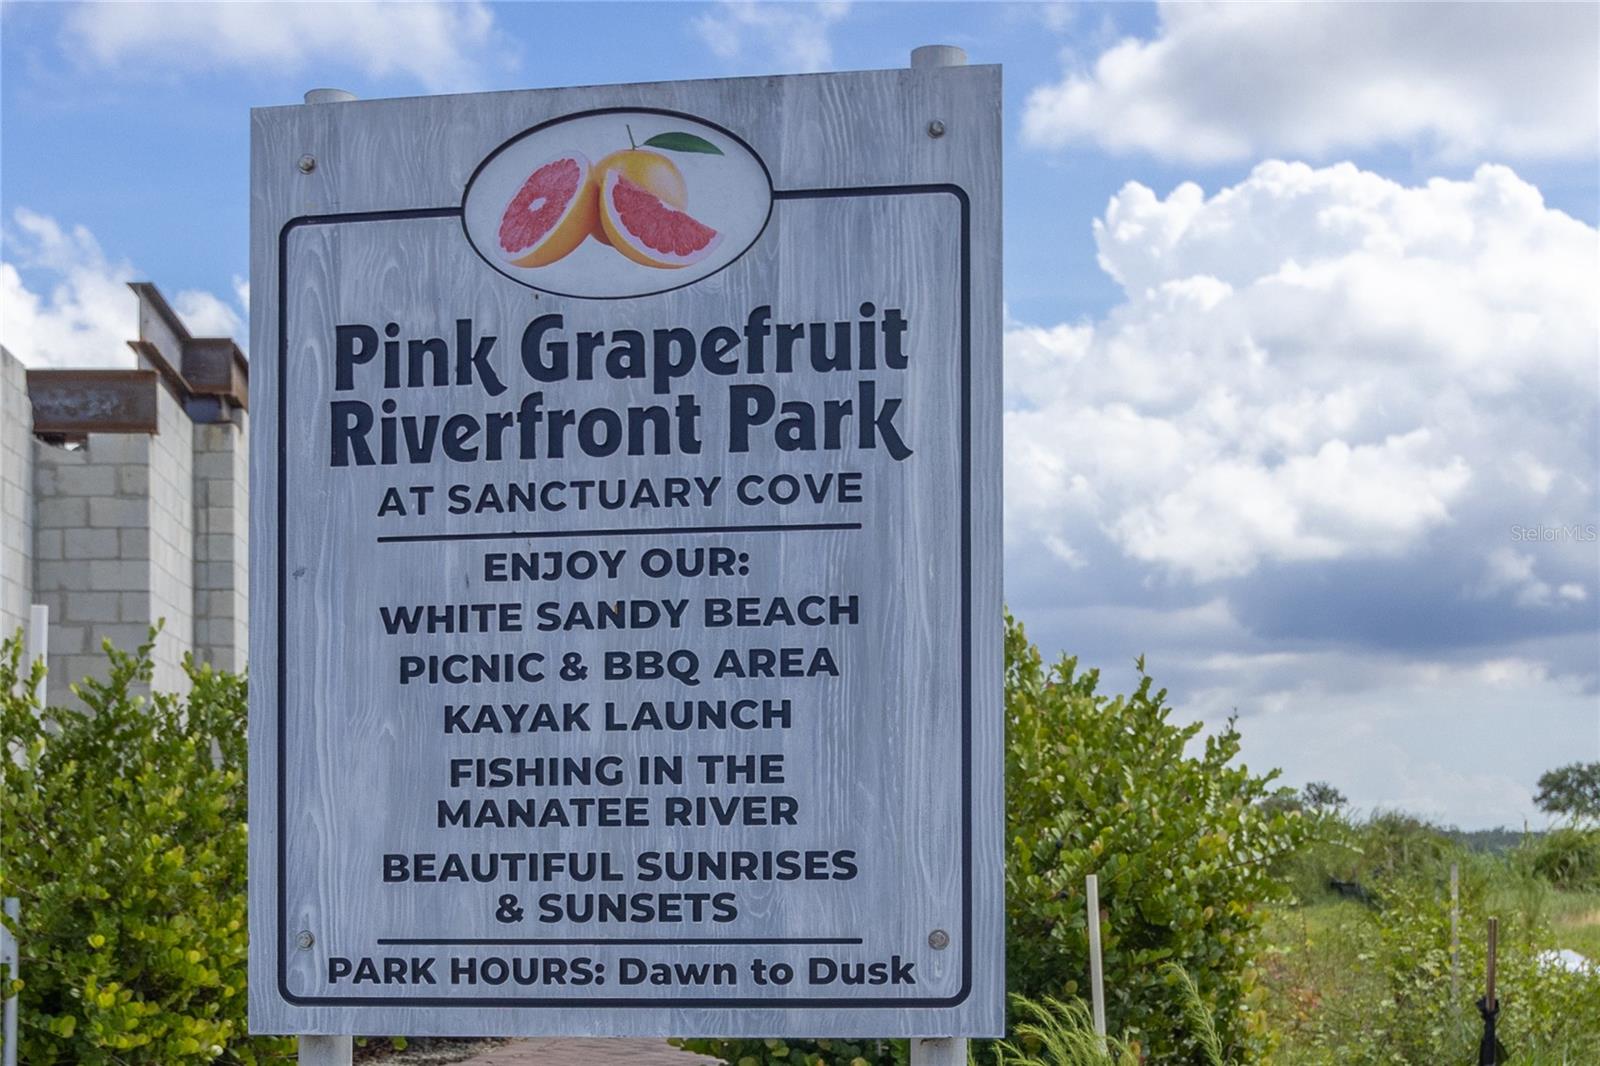 Pink Grapefruit
Riverfront Park
AT SANCTUARY COVE
ENJOY OUR:
WHITE SANDY BEACH
PICNIC & BBQ AREA
KAYAK LAUNCH
FISHING IN THE
MANATEE RIVER
BEAUTIFUL SUNRISES
& SUNSETS
PARK HOURS: Dawn to Dusk
StellarMLS